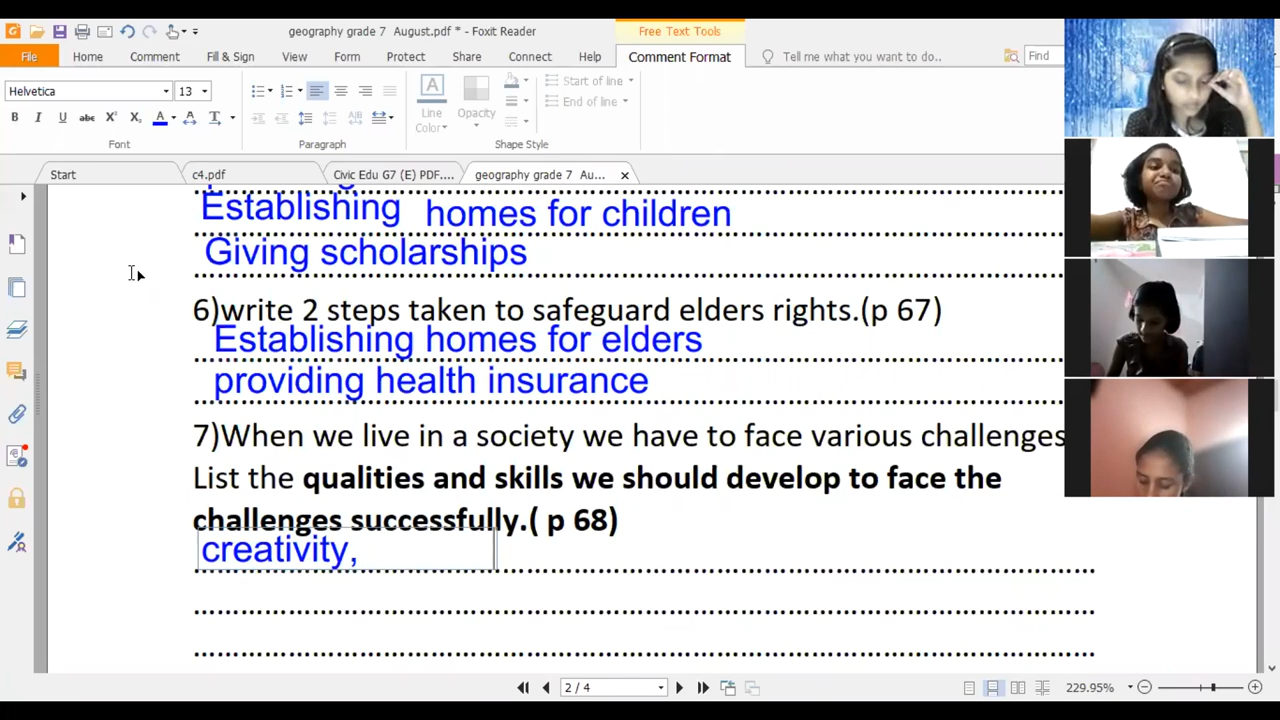 geography grade 7 August.pdf * - Foxit Reader
Free Text Tools
File Home Comment Fill & Sign View Form Protect Share Connect Help Comment Format Tell me what you want to do.. Find
Helvetica 13 Line Color Opacity Start of line
End of line
B I U abc X² X₂ A A T
Font Paragraph Shape Style
Start c4.pdf Civic Edu G7 (E) PDF.... geography grade 7 Au... ×
Establishing homes for children
Giving scholarships
6)write 2 steps taken to safeguard elders rights.(p 67)
Establishing homes for elders
providing health insurance
7)When we live in a society we have to face various challenges
List the qualities and skills we should develop to face the
challenges successfully.( p 68)
creativity,
2 / 4 229.95%